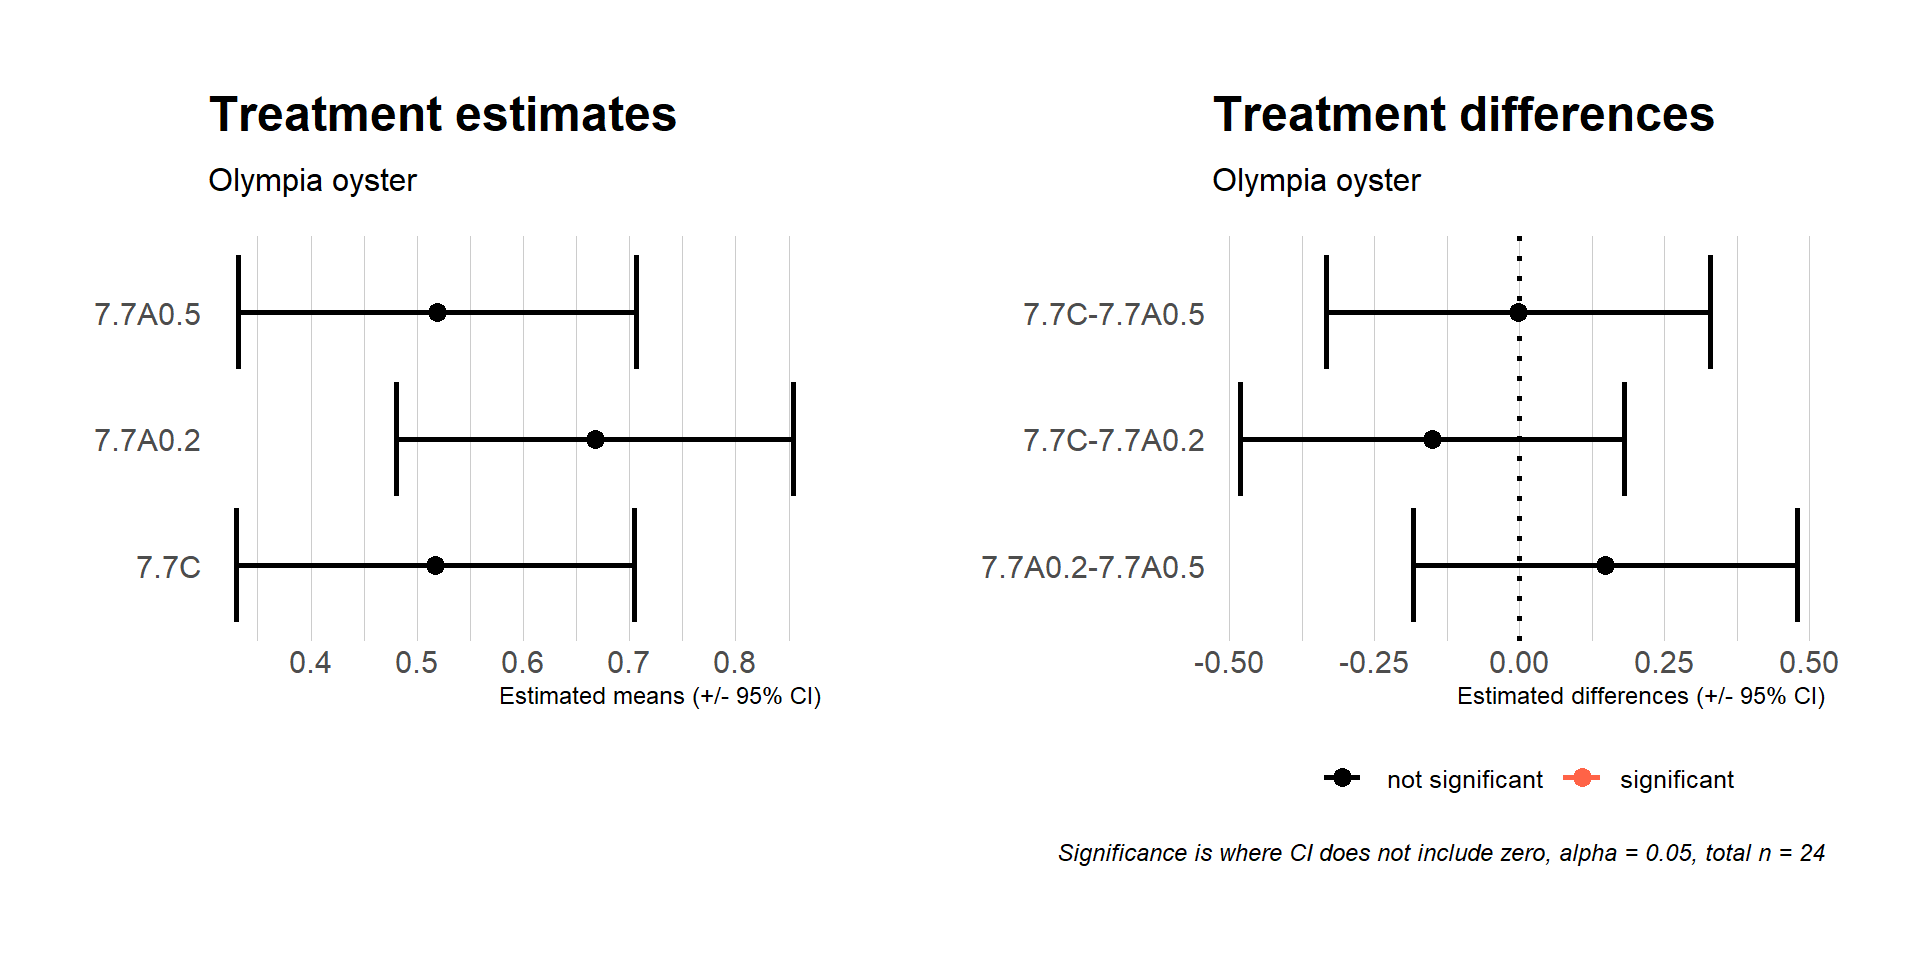 Treatment estimates
Olympia oyster
7.7A0.5
7.7A0.2
7.7C
0.4 0.5 0.6 0.7 0.8
Estimated means (+/- 95% CI)
Treatment differences
Olympia oyster
7.7C-7.7A0.5
7.7C-7.7A0.2
7.7A0.2-7.7A0.5
-0.50 -0.25 0.00 0.25 0.50
Estimated differences (+/- 95% CI)
not significant significant
Significance is where CI does not include zero, alpha = 0.05, total n = 24